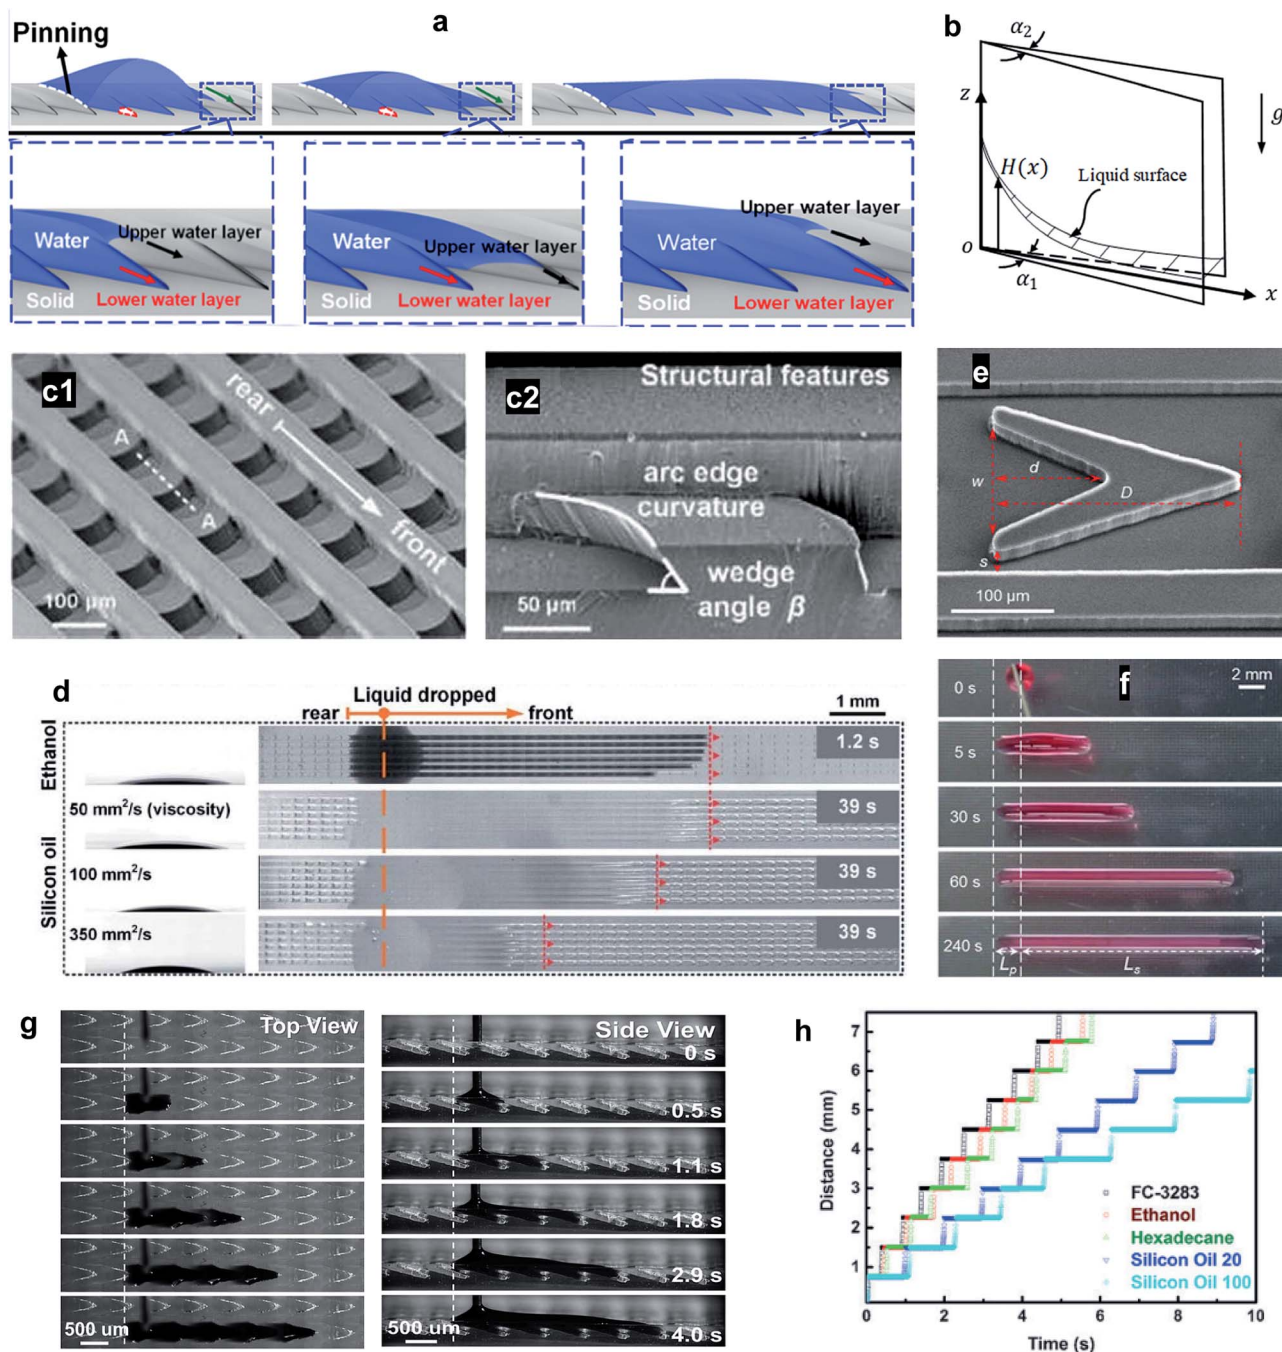 a
Pinning
Water
Upper water layer
Lower water layer
Solid
Water
Upper water layer
Lower water layer
Solid
Upper water layer
Water
Lower water layer
Solid
b
α₂
z
g
H(x)
Liquid surface
o
α₁
x
c1
rear
A
A
front
100 μm
c2
Structural features
arc edge
curvature
wedge
angle β
50 μm
e
w
d
D
s
100 μm
d
Liquid dropped
rear
front
1 mm
Ethanol
1.2 s
Silicon oil
50 mm²/s (viscosity)
39 s
100 mm²/s
39 s
350 mm²/s
39 s
f
0 s
2 mm
5 s
30 s
60 s
240 s
Lₚ
Lₛ
g
Top View
500 um
Side View
0 s
0.5 s
1.1 s
1.8 s
2.9 s
4.0 s
500 um
h
Distance (mm)
7
6
5
4
3
2
1
FC-3283
Ethanol
Hexadecane
Silicon Oil 20
Silicon Oil 100
0 2 4 6 8 10
Time (s)